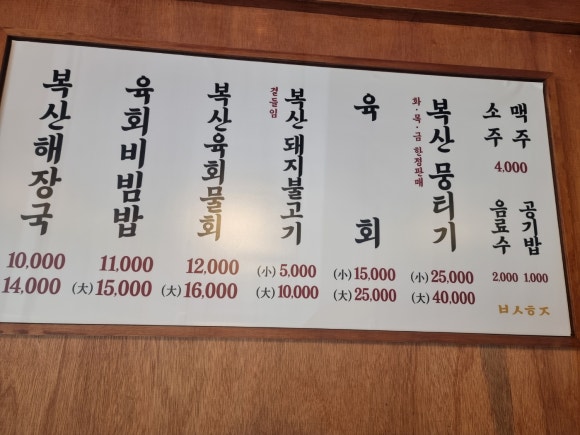 복산해장국
10,000
14,000
육회비빔밥
11,000
(大) 15,000
복산육회물회
12,000
(大) 16,000
곁들임
복산 돼지불고기
(小) 5,000
(大) 10,000
육회
(小) 15,000
(大) 25,000
화·목·금 한정판매
복산 뭉티기
(小) 25,000
(大) 40,000
소주 맥주
4.000
음료수 공기밥
2.000 1.000
ㅂㅅㅎㅈ